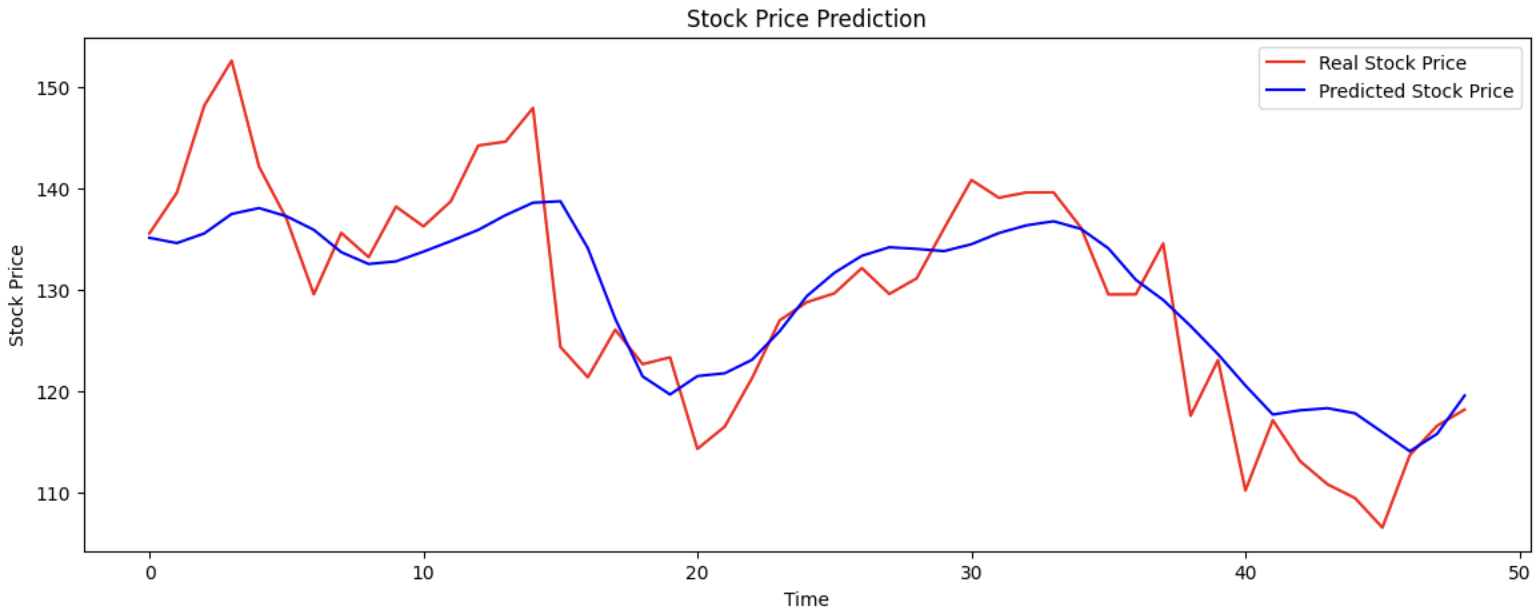 Stock Price Prediction
Real Stock Price
Predicted Stock Price
Stock Price
150
140
130
120
110
0 10 20 30 40 50
Time